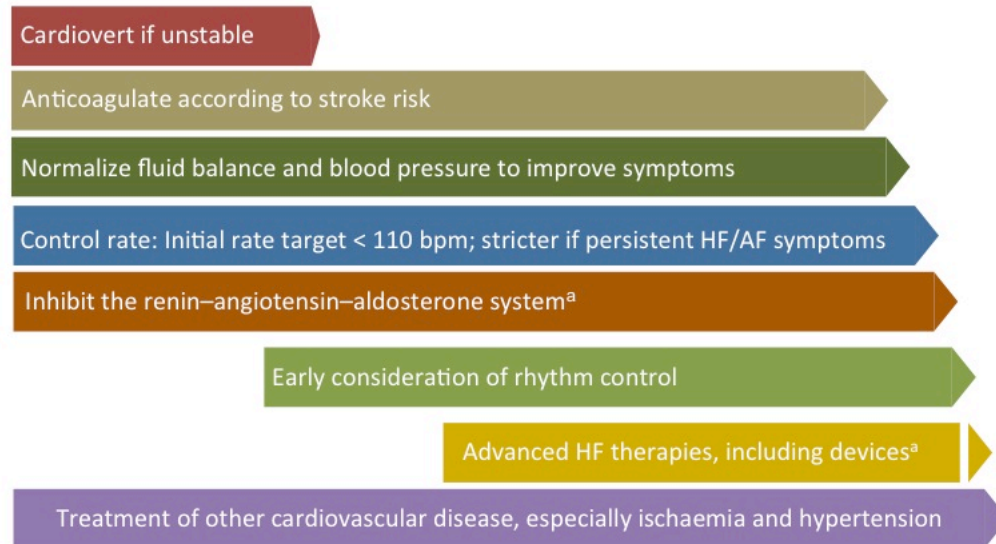 Cardiovert if unstable
Anticoagulate according to stroke risk
Normalize fluid balance and blood pressure to improve symptoms
Control rate: Initial rate target < 110 bpm; stricter if persistent HF/AF symptoms
Inhibit the renin–angiotensin–aldosterone systemᵃ
Early consideration of rhythm control
Advanced HF therapies, including devicesᵃ
Treatment of other cardiovascular disease, especially ischaemia and hypertension